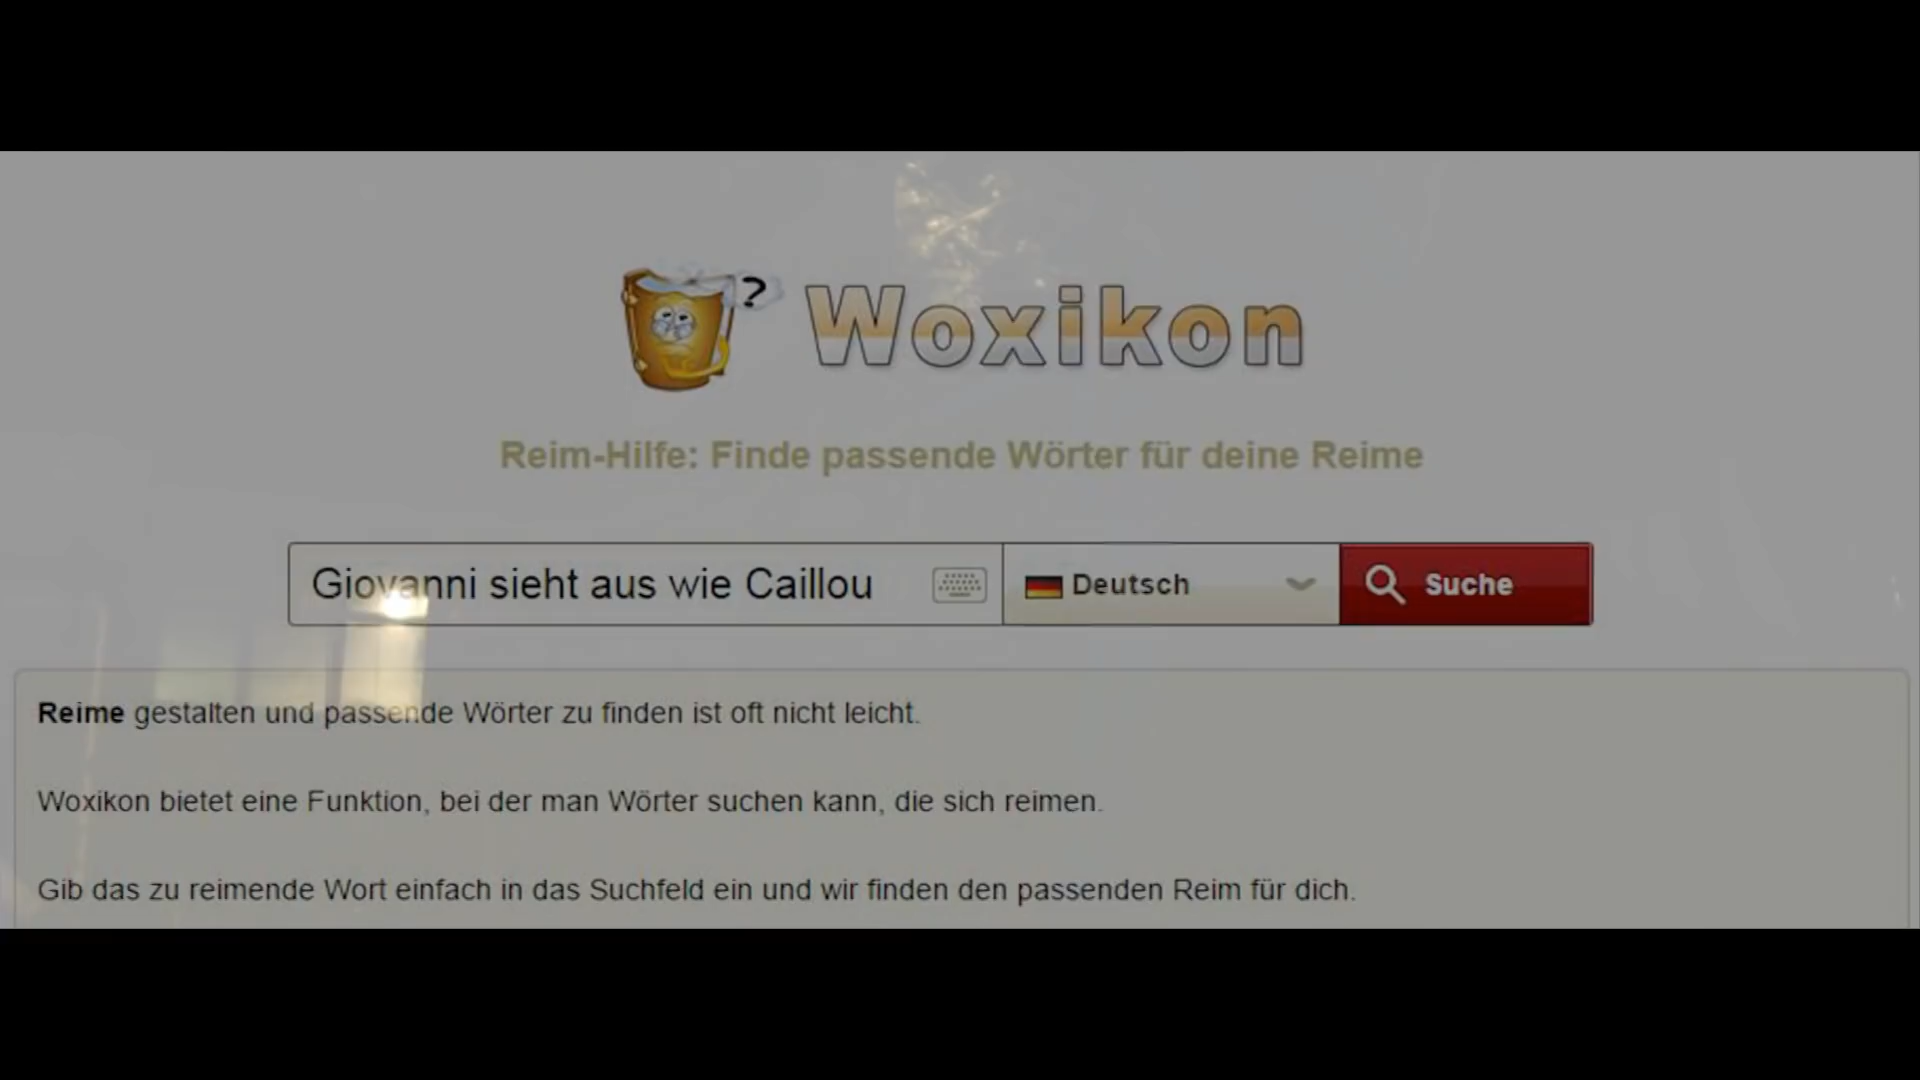 ?
Woxikon
Reim-Hilfe: Finde passende Wörter für deine Reime
Giovanni sieht aus wie Caillou
Deutsch
Suche
Reime gestalten und passende Wörter zu finden ist oft nicht leicht.
Woxikon bietet eine Funktion, bei der man Wörter suchen kann, die sich reimen.
Gib das zu reimende Wort einfach in das Suchfeld ein und wir finden den passenden Reim für dich.